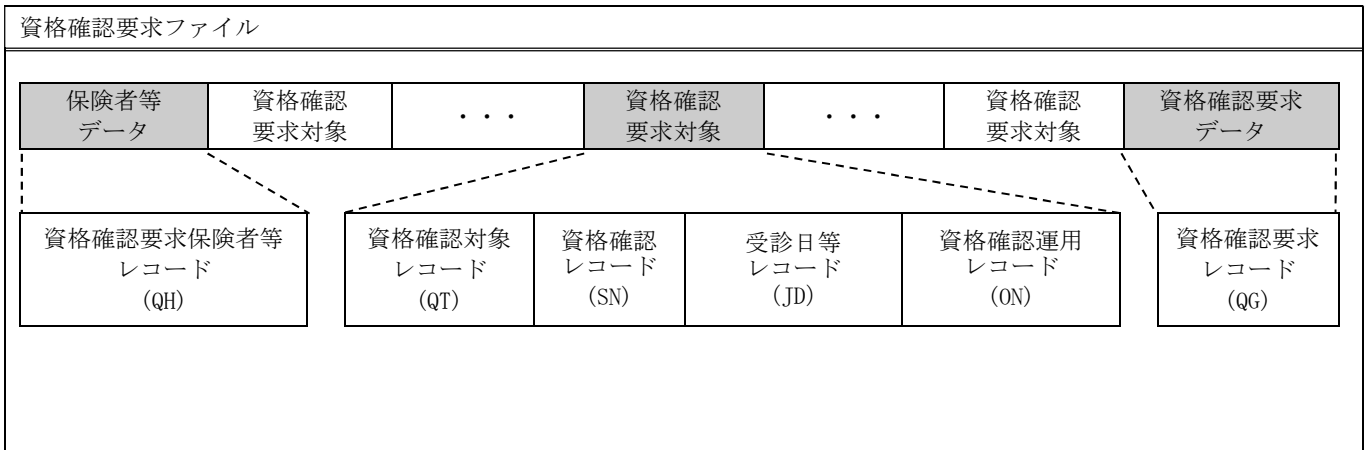 資格確認要求ファイル
保険者等
データ
資格確認
要求対象
・・・
資格確認
要求対象
・・・
資格確認
要求対象
資格確認要求
データ
資格確認要求保険者等
レコード
(QH)
資格確認対象
レコード
(QT)
資格確認
レコード
(SN)
受診日等
レコード
(JD)
資格確認運用
レコード
(ON)
資格確認要求
レコード
(QG)